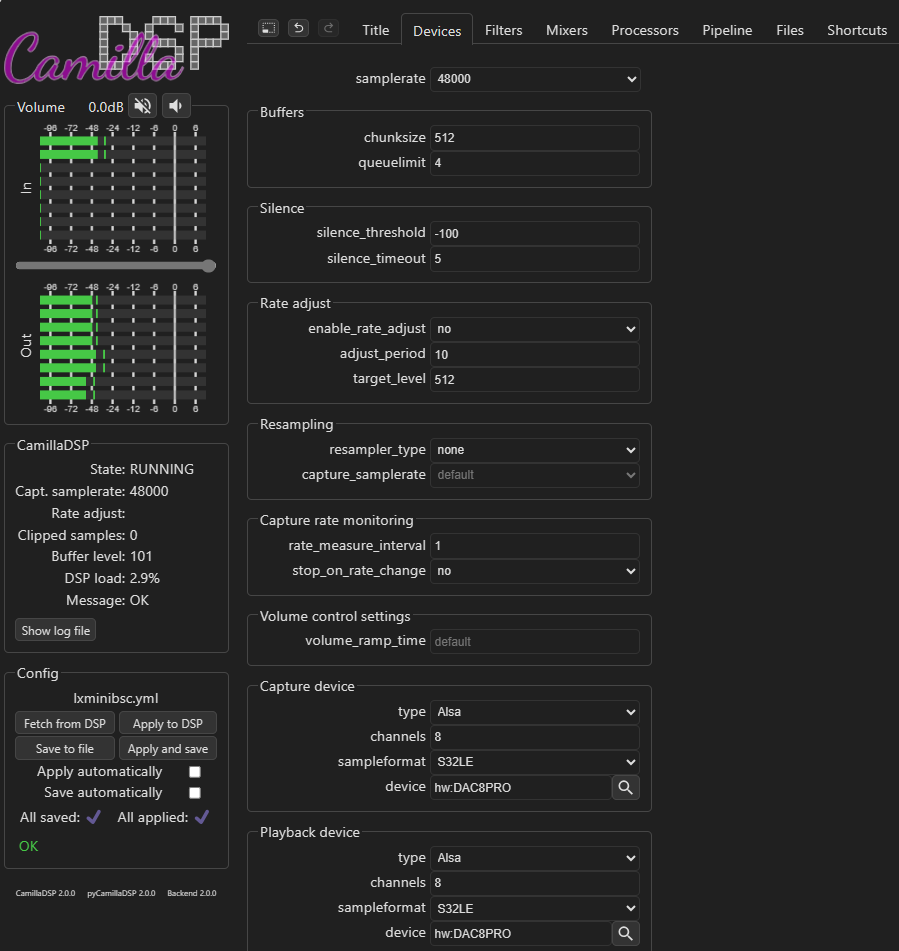 Camilla DSP
Volume 0.0dB
-96 -72 -48 -24 -12 -6 0 6
In
-96 -72 -48 -24 -12 -6 0 6
-96 -72 -48 -24 -12 -6 0 6
Out
-96 -72 -48 -24 -12 -6 0 6
CamillaDSP
State: RUNNING
Capt. samplerate: 48000
Rate adjust:
Clipped samples: 0
Buffer level: 101
DSP load: 2.9%
Message: OK
Show log file
Config
lxminibsc.yml
Fetch from DSP Apply to DSP
Save to file Apply and save
Apply automatically
Save automatically
All saved: All applied:
OK
CamillaDSP 2.0.0 pyCamillaDSP 2.0.0 Backend 2.0.0
Title Devices Filters Mixers Processors Pipeline Files Shortcuts
samplerate 48000
Buffers
chunksize 512
queuelimit 4
Silence
silence_threshold -100
silence_timeout 5
Rate adjust
enable_rate_adjust no
adjust_period 10
target_level 512
Resampling
resampler_type none
capture_samplerate default
Capture rate monitoring
rate_measure_interval 1
stop_on_rate_change no
Volume control settings
volume_ramp_time default
Capture device
type Alsa
channels 8
sampleformat S32LE
device hw:DAC8PRO
Playback device
type Alsa
channels 8
sampleformat S32LE
device hw:DAC8PRO